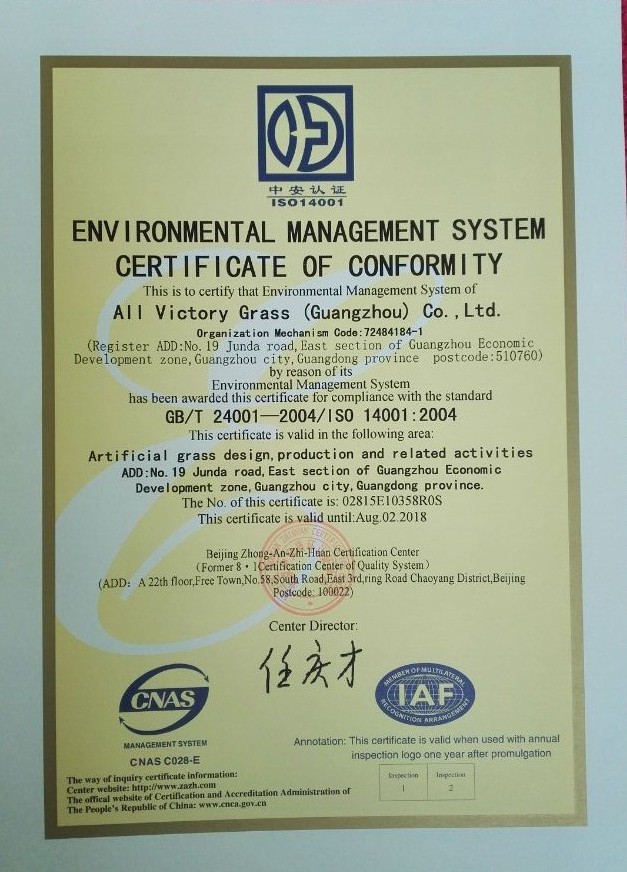 中安认证
ISO14001
ENVIRONMENTAL MANAGEMENT SYSTEM
CERTIFICATE OF CONFORMITY
This is to certify that Environmental Management System of
All Victory Grass (Guangzhou) Co.,Ltd.
Organization Mechanism Code:72484184-1
(Register ADD:No. 19 Junda road,East section of Guangzhou Economic
Development zone,Guangzhou city,Guangdong province postcode:510760)
by reason of its
Environmental Management System
has been awarded this certificate for compliance with the standard
GB/T 24001—2004/ISO 14001:2004
This certificate is valid in the following area:
Artificial grass design,production and related activities
ADD:No. 19 Junda road,East section of Guangzhou Economic
Development zone,Guangzhou city,Guangdong province.
The No. of this certificate is: 02815E10358R0S
This certificate is valid until:Aug.02.2018
Beijing Zhong-An-Zhi-Huan Certification Center
(Former 8·1Certification Center of Quality System)
(ADD: A 22th floor,Free Town,No.58,South Road,East 3rd,ring Road Chaoyang District,Beijing
Postcode: 100022)
Center Director:
任庆才
CNAS
MANAGEMENT SYSTEM
CNAS C028-E
MEMBER OF MULTILATERAL
IAF
RECOGNITION ARRANGEMENT
Annotation: This certificate is valid when used with annual
inspection logo one year after promulgation
Inspection Inspection
1 2
The way of inquiry certificate information:
Center website: http://www.zazh.com
The offical website of Certification and Accreditation Administration of
The People's Republic of China: www.cnca.gov.cn